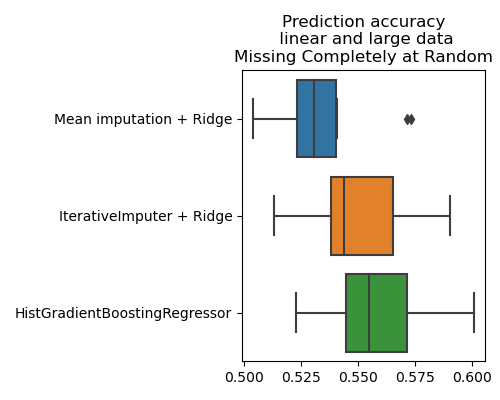 Prediction accuracy
linear and large data
Missing Completely at Random
Mean imputation + Ridge
IterativeImputer + Ridge
HistGradientBoostingRegressor
0.500 0.525 0.550 0.575 0.600